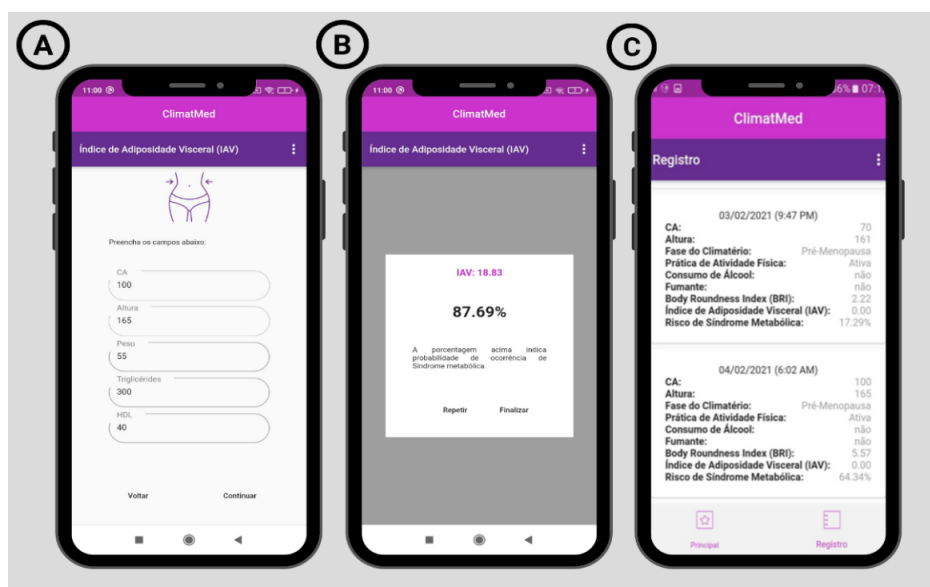 A
11:00
ClimatMed
Índice de Adiposidade Visceral (IAV)
Preencha os campos abaixo:
CA
100
Altura
165
Peso
55
Triglicérides
300
HDL
40
Voltar
Continuar
B
11:00
ClimatMed
Índice de Adiposidade Visceral (IAV)
IAV: 18.83
87.69%
A porcentagem acima indica
probabilidade de ocorrência de
Síndrome metabólica.
Repetir
Finalizar
C
6% 07:1
ClimatMed
Registro
03/02/2021 (9:47 PM)
CA: 70
Altura: 161
Fase do Climatério: Pré-Menopausa
Prática de Atividade Física: Ativa
Consumo de Álcool: não
Fumante: não
Body Roundness Index (BRI): 2.22
Índice de Adiposidade Visceral (IAV): 0.00
Risco de Síndrome Metabólica: 17.29%
04/02/2021 (6:02 AM)
CA: 100
Altura: 165
Fase do Climatério: Pré-Menopausa
Prática de Atividade Física: Ativa
Consumo de Álcool: não
Fumante: não
Body Roundness Index (BRI): 5.57
Índice de Adiposidade Visceral (IAV): 0.00
Risco de Síndrome Metabólica: 64.34%
Principal
Registro